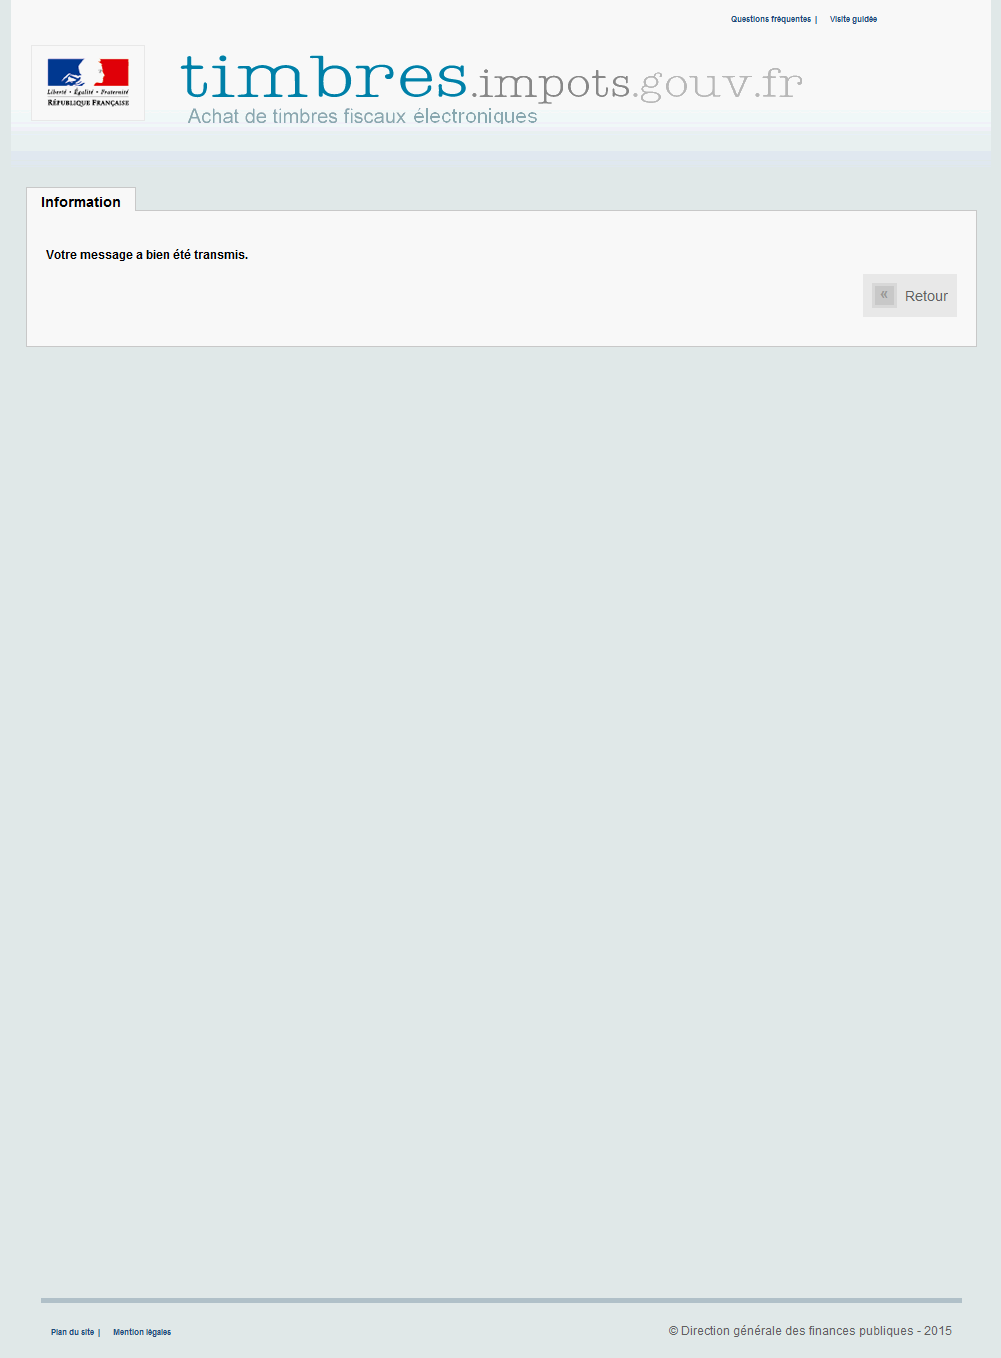 Questions fréquentes | Visite guidée
Liberté • Égalité • Fraternité
RÉPUBLIQUE FRANÇAISE
timbres.impots.gouv.fr
Achat de timbres fiscaux électroniques
Information
Votre message a bien été transmis.
« Retour
Plan du site | Mention légales
© Direction générale des finances publiques - 2015